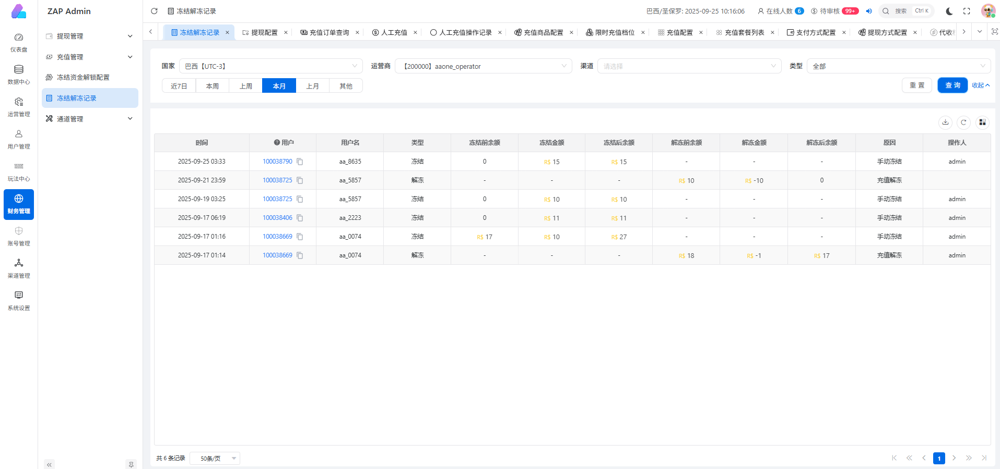 ZAP Admin
冻结解冻记录
巴西/圣保罗: 2025-09-25 10:16:06
在线人数 6
待审核 99+
搜索 Ctrl K
仪表盘
数据中心
运营管理
用户管理
玩法中心
财务管理
账号管理
渠道管理
系统设置
提现管理
充值管理
冻结资金解锁配置
冻结解冻记录
通道管理
冻结解冻记录 × 提现配置 × 充值订单查询 × 人工充值 × 人工充值操作记录 × 充值商品配置 × 限时充值档位 × 充值配置 × 充值套餐列表 × 支付方式配置 × 提现方式配置 × 代收
国家 巴西【UTC-3】 运营商 【200000】aaone_operator 渠道 请选择 类型 全部
近7日 本周 上周 本月 上月 其他 重 置 查 询 收起
时间 用户 用户名 类型 冻结前余额 冻结金额 冻结后余额 解冻前余额 解冻金额 解冻后余额 原因 操作人
2025-09-25 03:33 100038790 aa_8635 冻结 0 R$ 15 R$ 15 - - - 手动冻结 admin
2025-09-21 23:59 100038725 aa_5857 解冻 - - - R$ 10 R$ -10 0 充值解冻
2025-09-19 03:25 100038725 aa_5857 冻结 0 R$ 10 R$ 10 - - - 手动冻结 admin
2025-09-17 06:19 100038406 aa_2223 冻结 0 R$ 11 R$ 11 - - - 手动冻结 admin
2025-09-17 01:16 100038669 aa_0074 冻结 R$ 17 R$ 10 R$ 27 - - - 手动冻结 admin
2025-09-17 01:14 100038669 aa_0074 解冻 - - - R$ 18 R$ -1 R$ 17 充值解冻 admin
共 6 条记录 50条/页 1